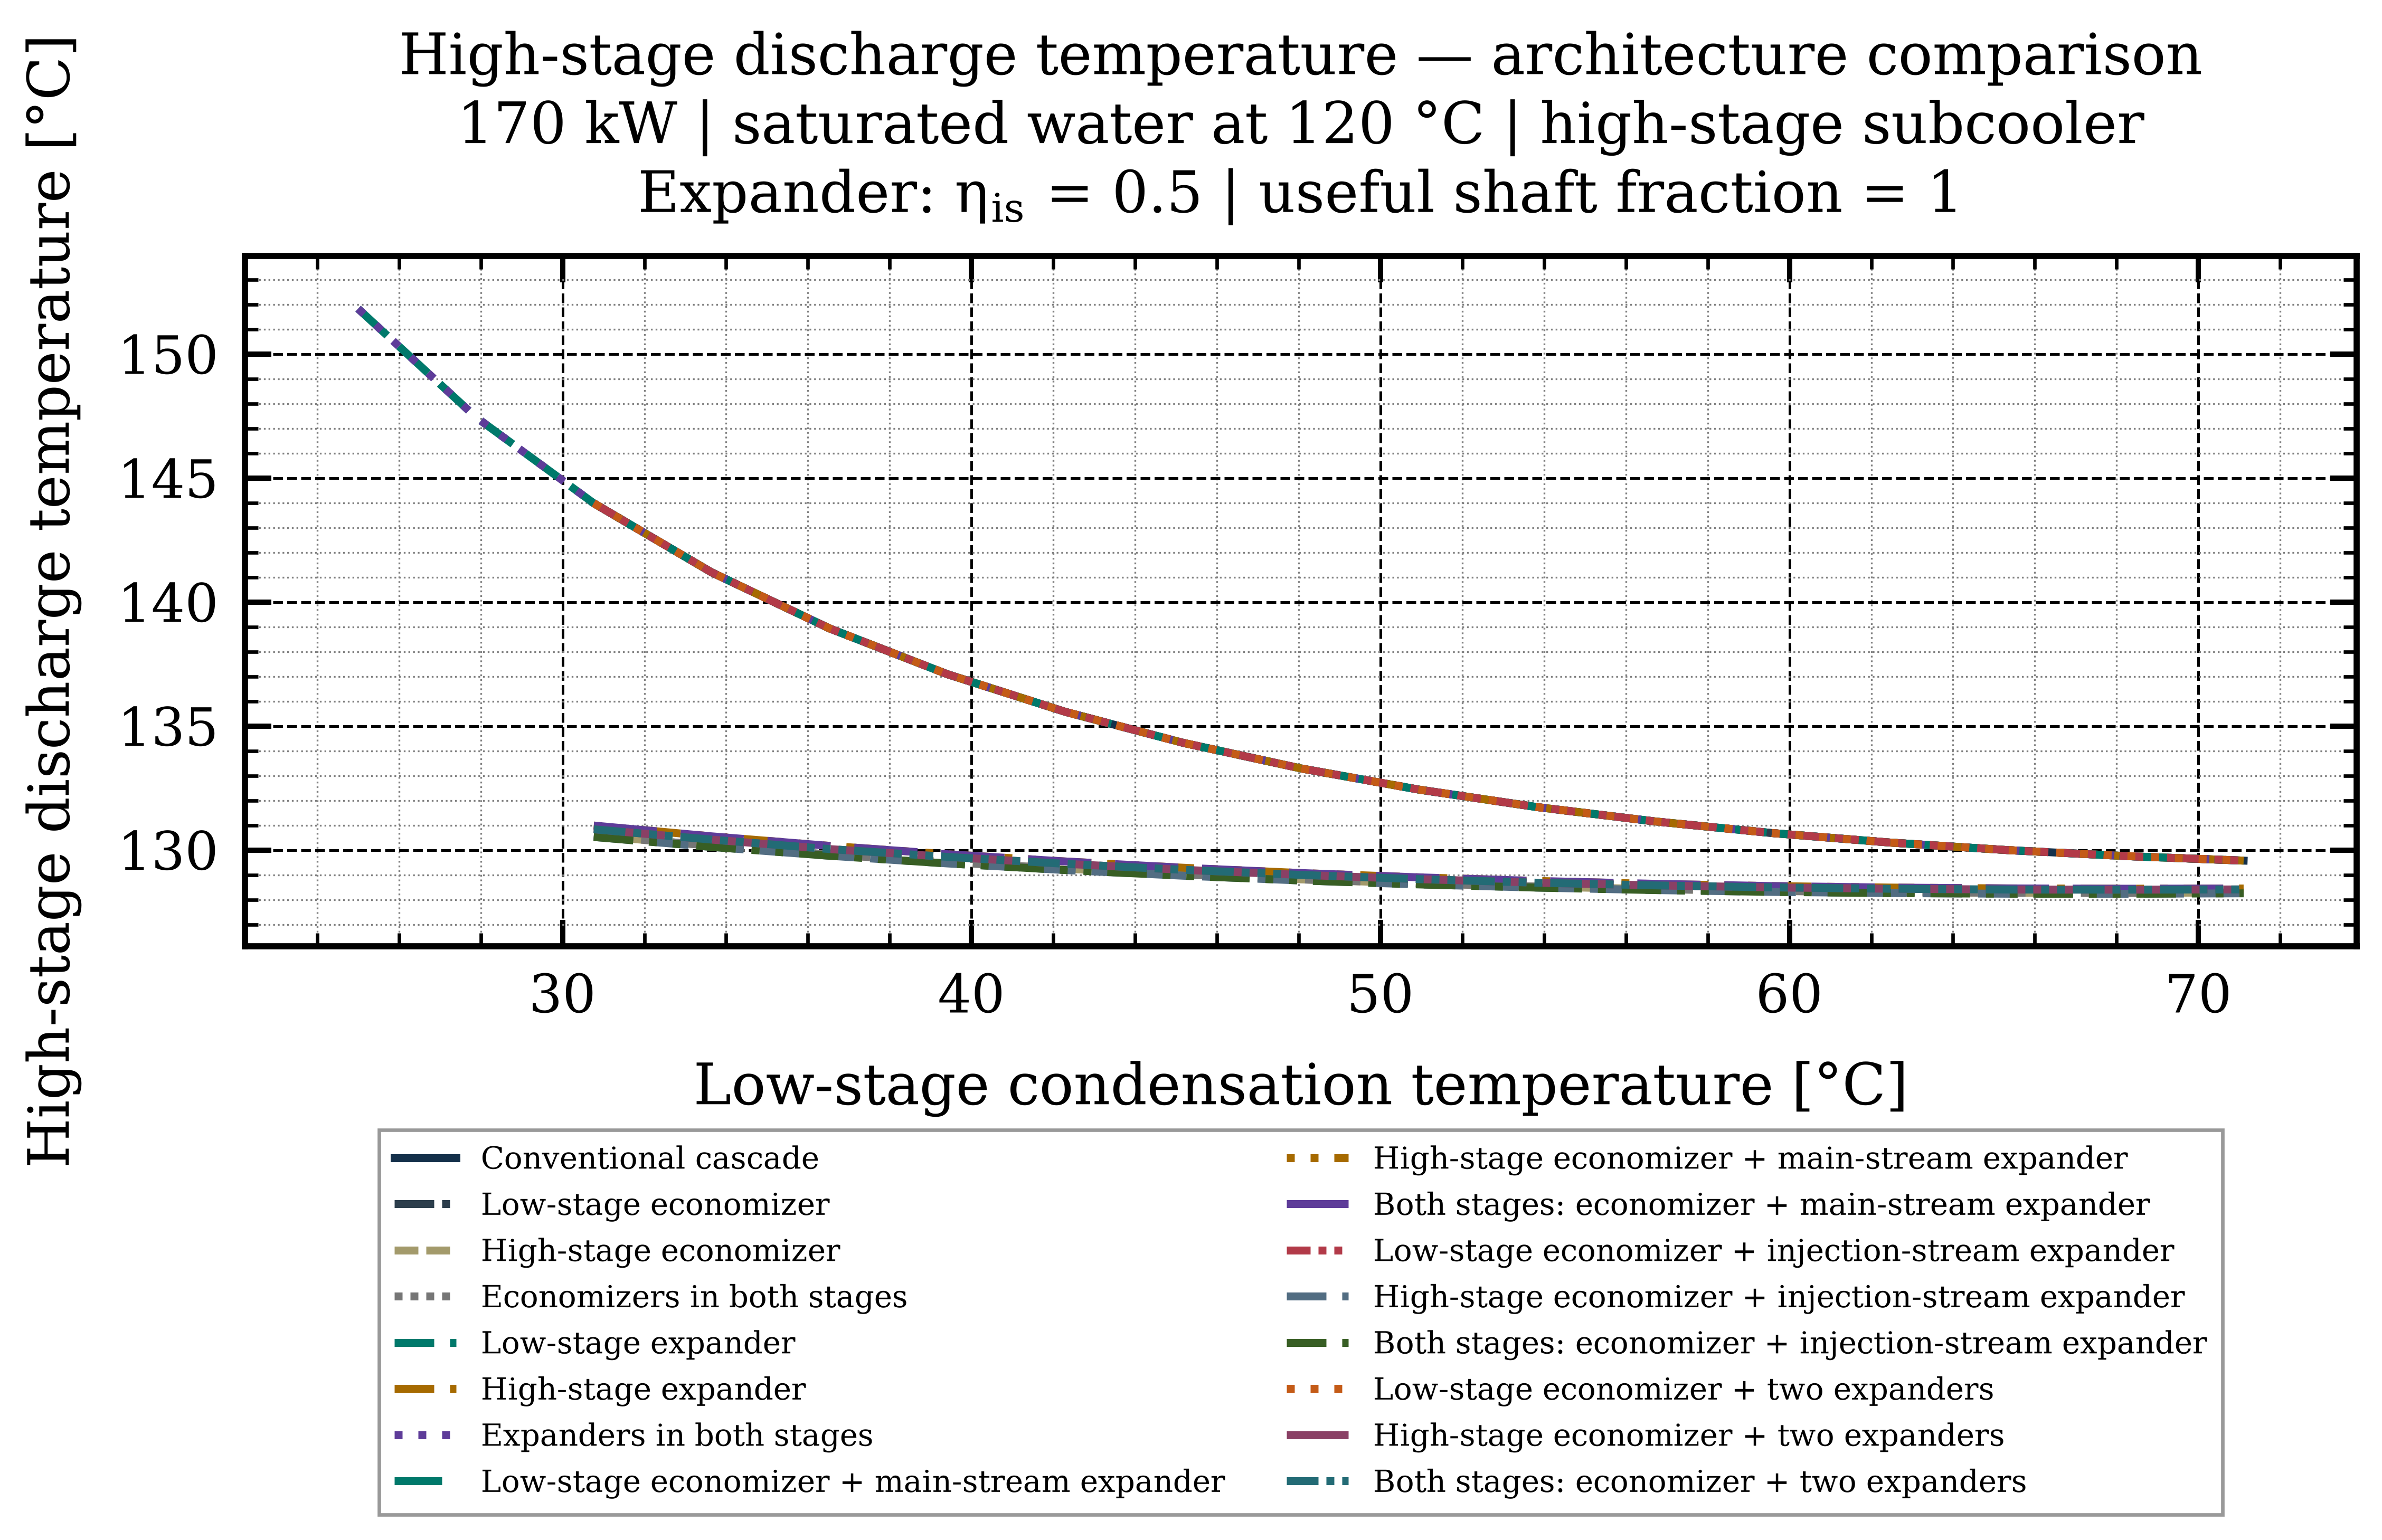 High-stage discharge temperature — architecture comparison
170 kW | saturated water at 120 °C | high-stage subcooler
Expander: ηis = 0.5 | useful shaft fraction = 1
High-stage discharge temperature [°C]
150
145
140
135
130
30 40 50 60 70
Low-stage condensation temperature [°C]
Conventional cascade
Low-stage economizer
High-stage economizer
Economizers in both stages
Low-stage expander
High-stage expander
Expanders in both stages
Low-stage economizer + main-stream expander
High-stage economizer + main-stream expander
Both stages: economizer + main-stream expander
Low-stage economizer + injection-stream expander
High-stage economizer + injection-stream expander
Both stages: economizer + injection-stream expander
Low-stage economizer + two expanders
High-stage economizer + two expanders
Both stages: economizer + two expanders